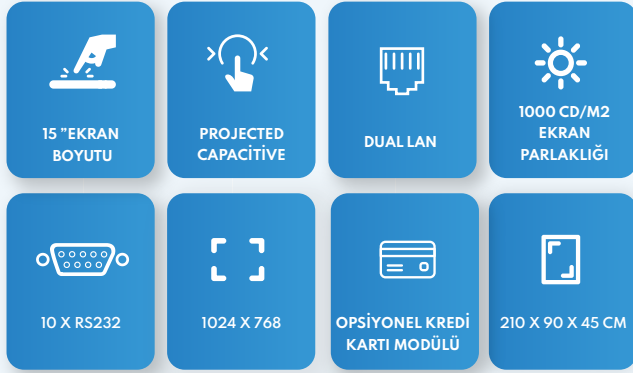 15 "EKRAN
BOYUTU
PROJECTED
CAPACİTİVE
DUAL LAN
1000 CD/M2
EKRAN
PARLAKLIĞI
10 X RS232
1024 X 768
OPSİYONEL KREDİ
KARTI MODÜLÜ
210 X 90 X 45 CM